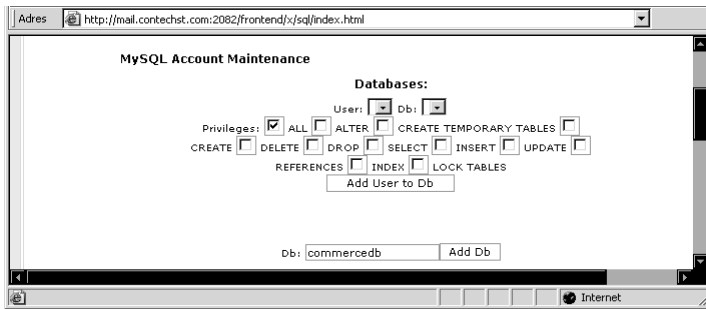 Adres http://mail.contechst.com:2082/frontend/x/sql/index.html
MySQL Account Maintenance
Databases:
User: Db:
Privileges: ALL ALTER CREATE TEMPORARY TABLES
CREATE DELETE DROP SELECT INSERT UPDATE
REFERENCES INDEX LOCK TABLES
Add User to Db
Db: commercedb Add Db
Internet